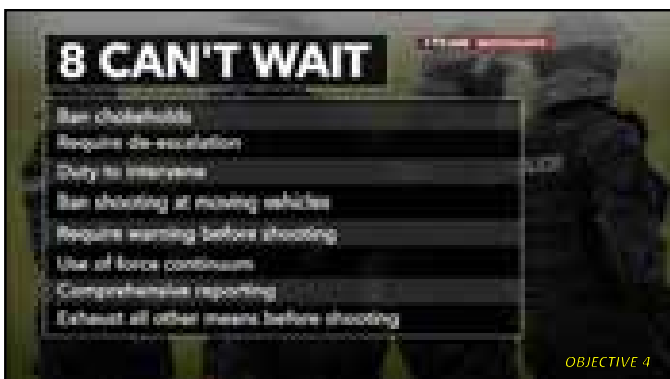 8 CAN'T WAIT
Ban chokeholds
Require de-escalation
Duty to intervene
Ban shooting at moving vehicles
Require warning before shooting
Use of force continuum
Comprehensive reporting
Exhaust all other means before shooting
OBJECTIVE 4